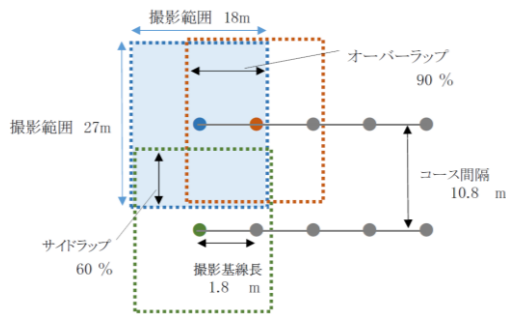 撮影範囲 18m
オーバーラップ
90 %
撮影範囲 27m
コース間隔
10.8 m
サイドラップ
60 %
撮影基線長
1.8 m